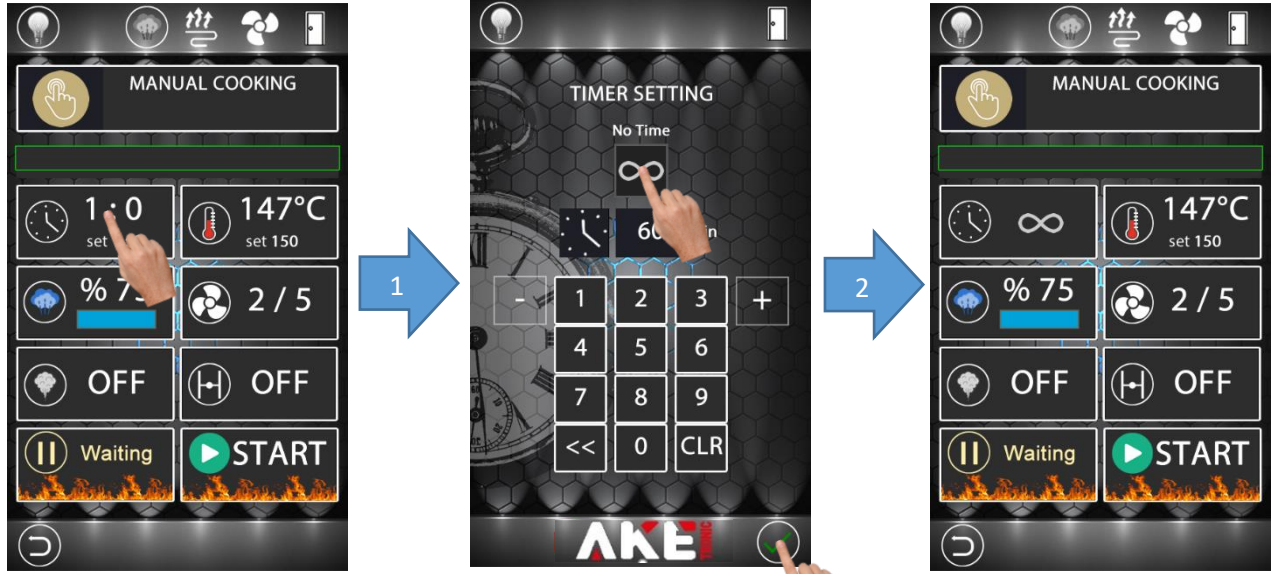 MANUAL COOKING
1 : 0
set
147°C
set 150
2 / 5
OFF
OFF
Waiting
START
1
TIMER SETTING
No Time
∞
60
-
1
2
3
+
4
5
6
7
8
9
<<
0
CLR
AKE
TRONIC
2
MANUAL COOKING
∞
147°C
set 150
% 75
2 / 5
OFF
OFF
Waiting
START